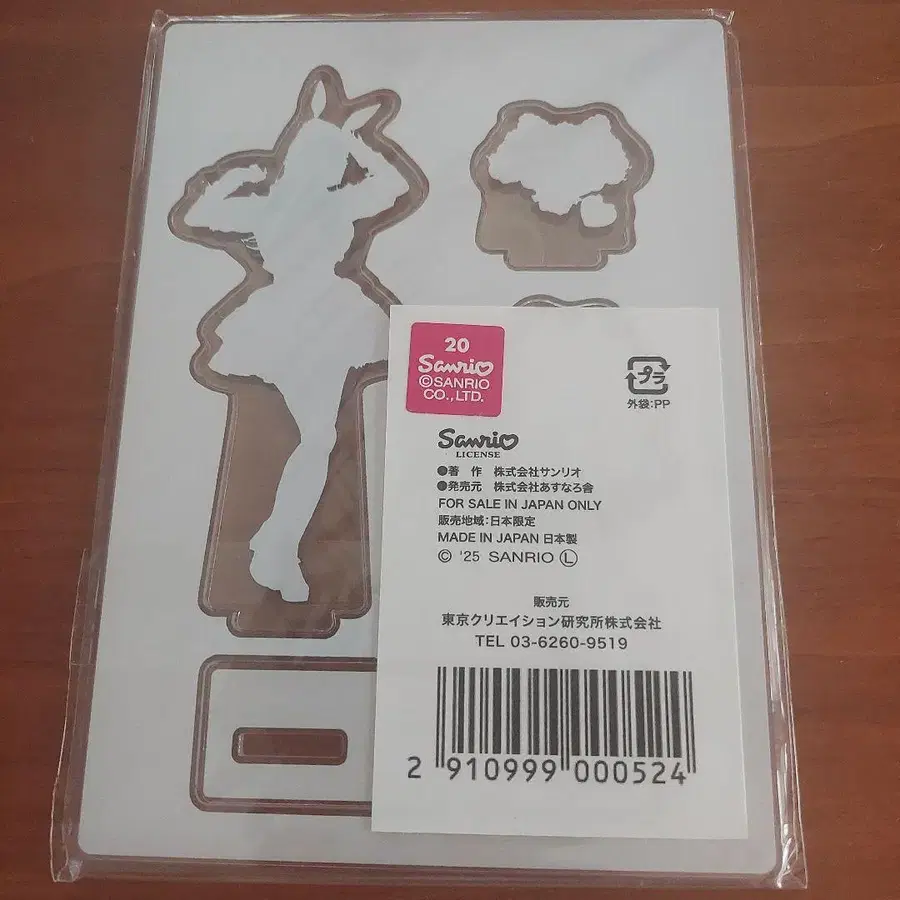 20
Sanrio
©SANRIO
CO.,LTD.
プラ
外袋:PP
Sanrio
LICENSE
●著 作 株式会社サンリオ
●発売元 株式会社あすなろ舎
FOR SALE IN JAPAN ONLY
販売地域:日本限定
MADE IN JAPAN 日本製
© '25 SANRIO Ⓛ
販売元
東京クリエイション研究所株式会社
TEL 03-6260-9519
2 910999 000524